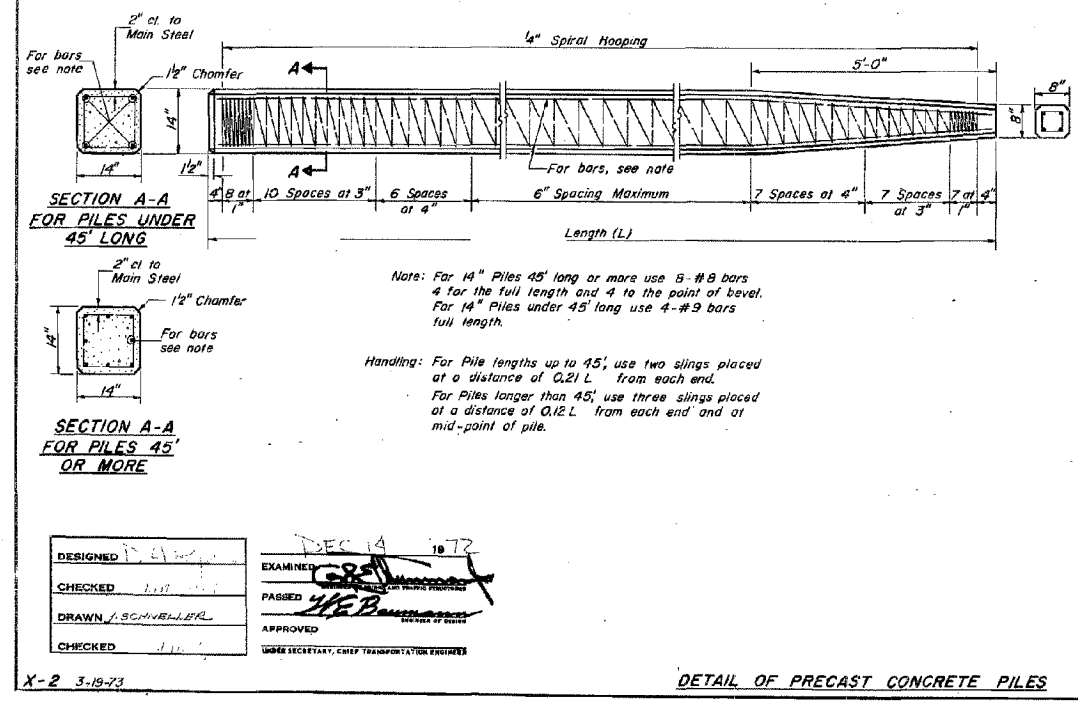 2" cl. to
Main Steel
For bars
see note
1½" Chamfer
14"
14"
SECTION A-A
FOR PILES UNDER
45' LONG
¼" Spiral Hooping
5'-0"
A
A
8"
8"
1½"
For bars, see note
4" 8 at 1" 10 Spaces at 3" 6 Spaces at 4" 6" Spacing Maximum 7 Spaces at 4" 7 Spaces at 3" 7 at 1" 4"
Length (L)
2" cl. to
Main Steel
1½" Chamfer
For bars
see note
14"
14"
SECTION A-A
FOR PILES 45'
OR MORE
Note: For 14" Piles 45' long or more use 8-#8 bars
4 for the full length and 4 to the point of bevel.
For 14" Piles under 45' long use 4-#9 bars
full length.
Handling: For Pile lengths up to 45', use two slings placed
at a distance of 0.21 L from each end.
For Piles longer than 45', use three slings placed
at a distance of 0.12 L from each end and at
mid-point of pile.
DESIGNED
CHECKED
DRAWN J. SCHNELLER
CHECKED
DEC 14 1972
EXAMINED
AND TRAFFIC STRUCTURES
PASSED H E Baumann
ENGINEER OF DESIGN
APPROVED
UNDER SECRETARY, CHIEF TRANSPORTATION ENGINEER
X-2 3-19-73
DETAIL OF PRECAST CONCRETE PILES